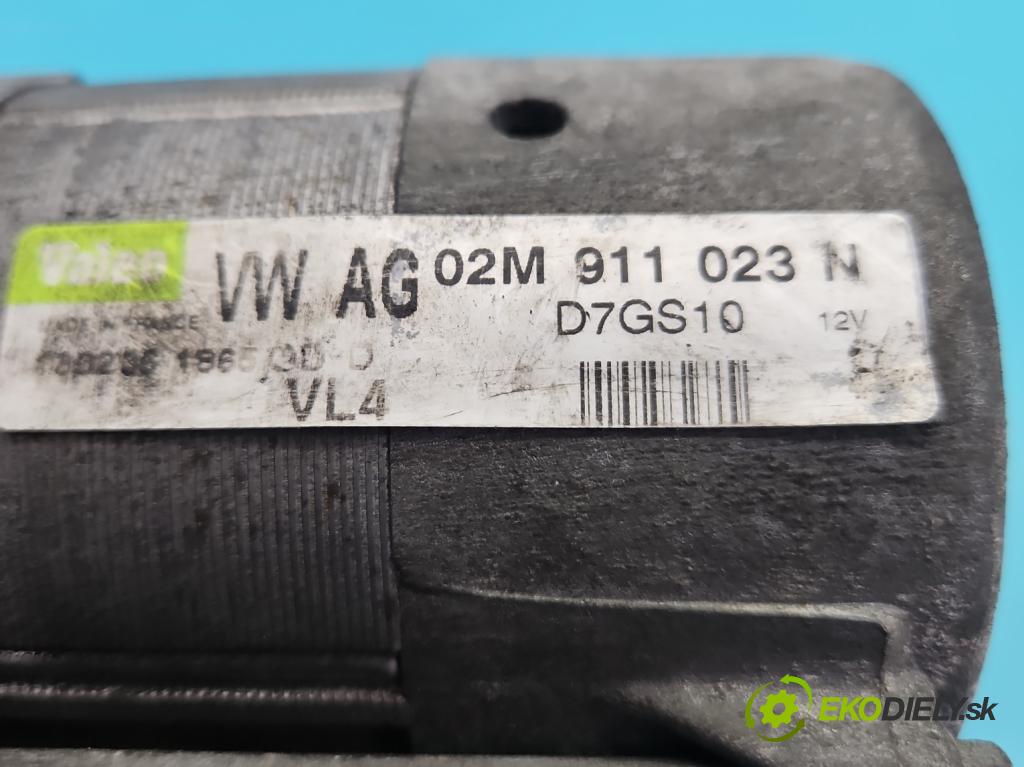 Valeo
VW AG 02M 911 023 N
MADE IN FRANCE
D7GS10 12V
VL4
EKODIELY.sk